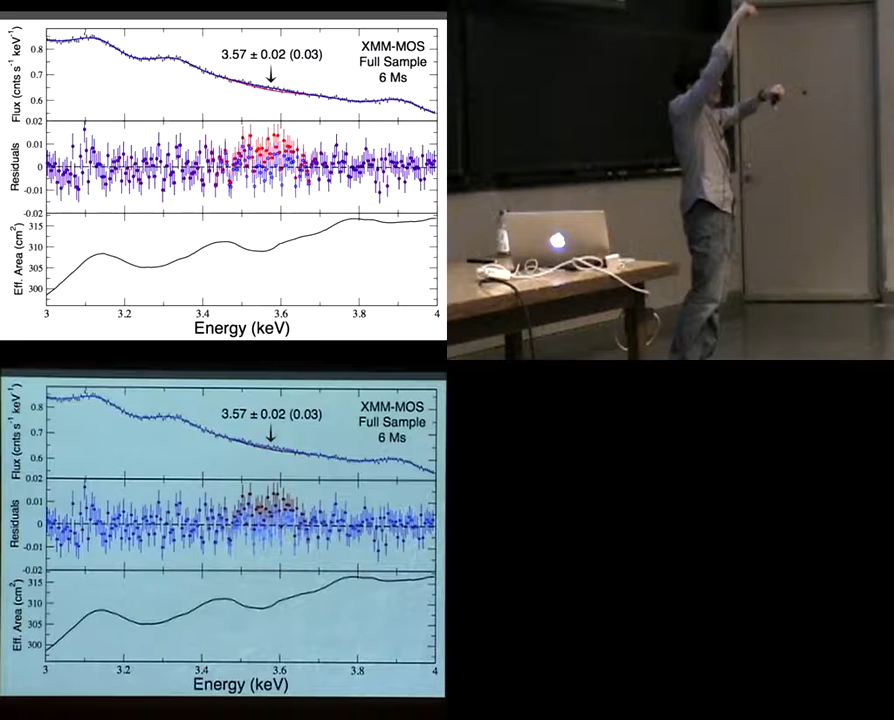 Flux (cnts s⁻¹ keV⁻¹)
0.8
0.7
0.6
3.57 ± 0.02 (0.03)
XMM-MOS
Full Sample
6 Ms
Residuals
0.02
0.01
0
-0.01
-0.02
Eff. Area (cm²)
315
310
305
300
3 3.2 3.4 3.6 3.8 4
Energy (keV)
Flux (cnts s⁻¹ keV⁻¹)
0.8
0.7
0.6
3.57 ± 0.02 (0.03)
XMM-MOS
Full Sample
6 Ms
Residuals
0.02
0.01
0
-0.01
-0.02
Eff. Area (cm²)
315
310
305
300
3 3.2 3.4 3.6 3.8 4
Energy (keV)